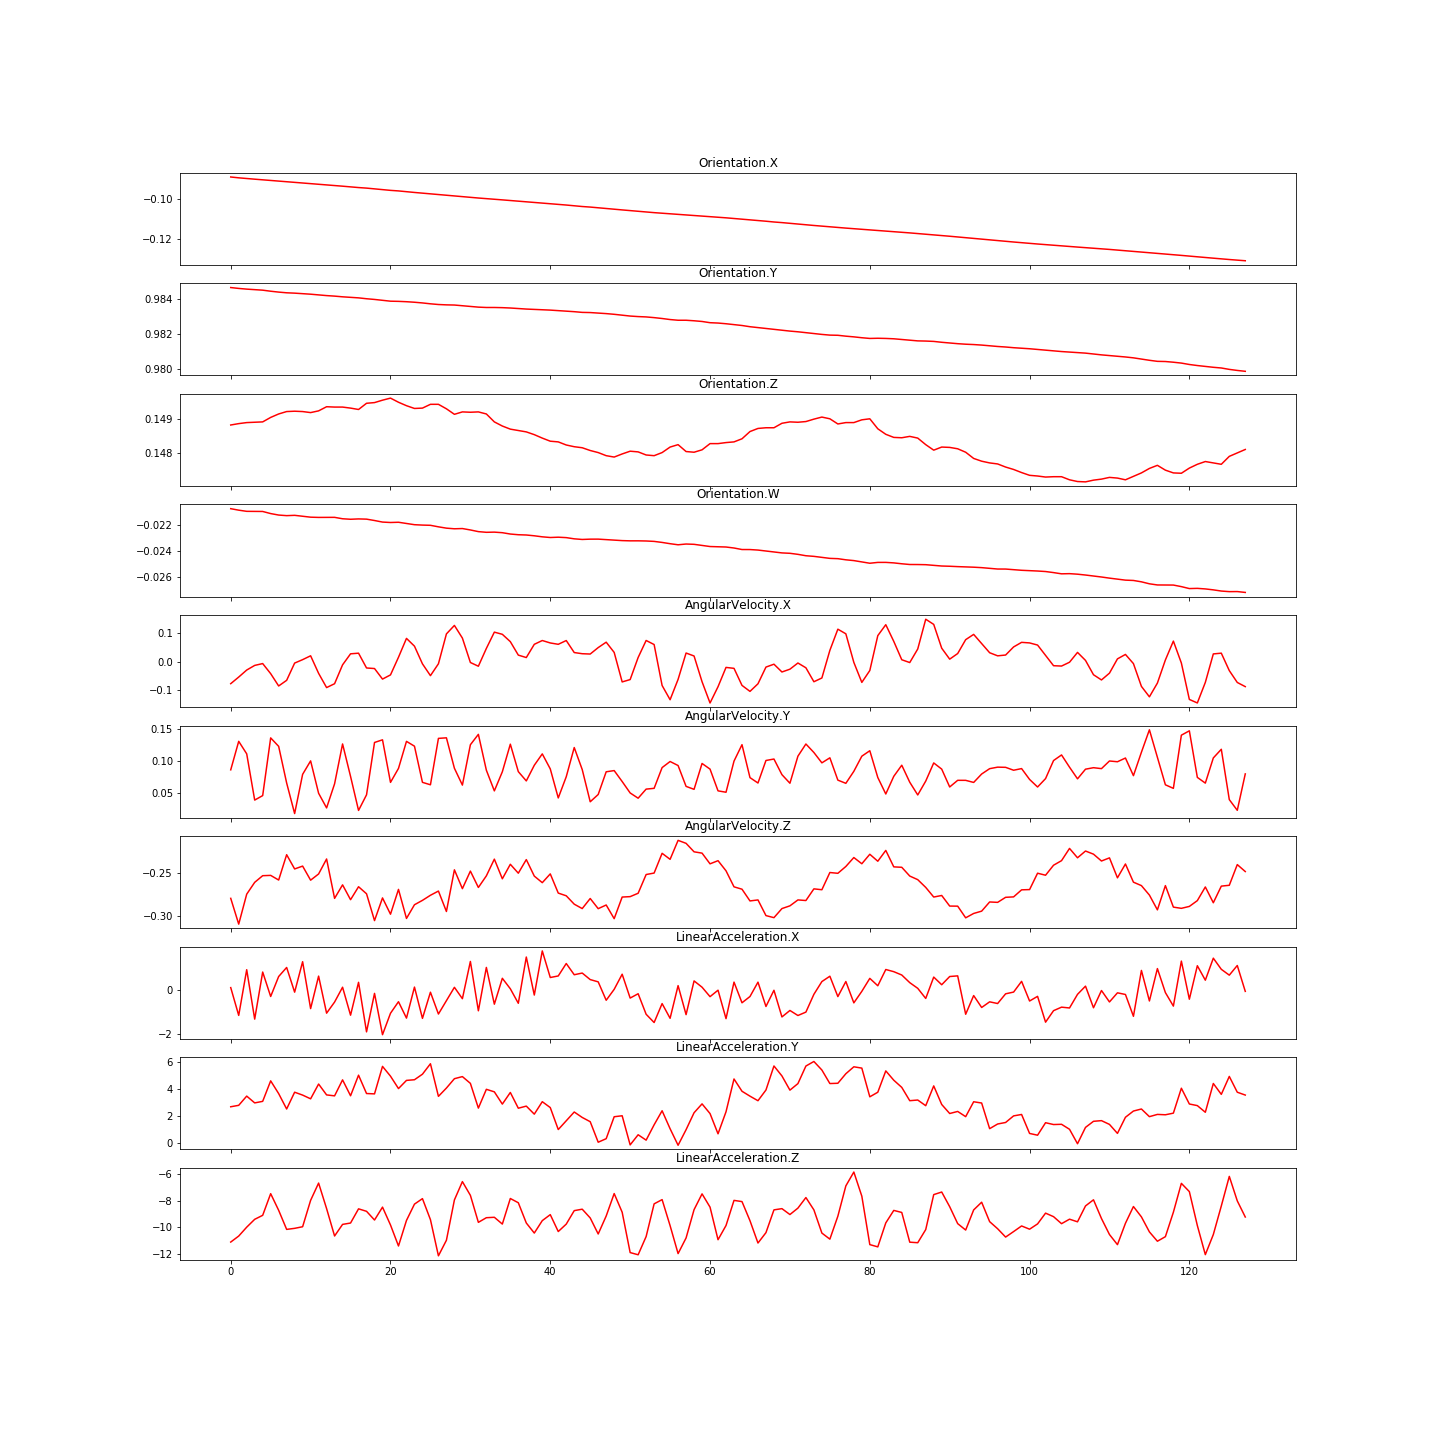 Orientation.X
−0.10
−0.12
Orientation.Y
0.984
0.982
0.980
Orientation.Z
0.149
0.148
Orientation.W
−0.022
−0.024
−0.026
AngularVelocity.X
0.1
0.0
−0.1
AngularVelocity.Y
0.15
0.10
0.05
AngularVelocity.Z
−0.25
−0.30
LinearAcceleration.X
0
−2
LinearAcceleration.Y
6
4
2
0
LinearAcceleration.Z
−6
−8
−10
−12
0 20 40 60 80 100 120